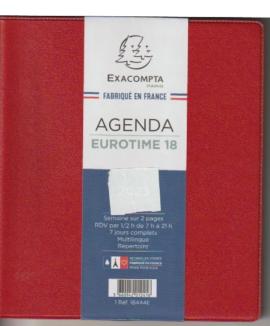 EXACOMPTA
PARIS
FABRIQUÉ EN FRANCE
AGENDA
EUROTIME 18
Semaine sur 2 pages
RDV par 1/2 h de 7 h à 21 h
7 jours complets
Multilingue
Répertoire